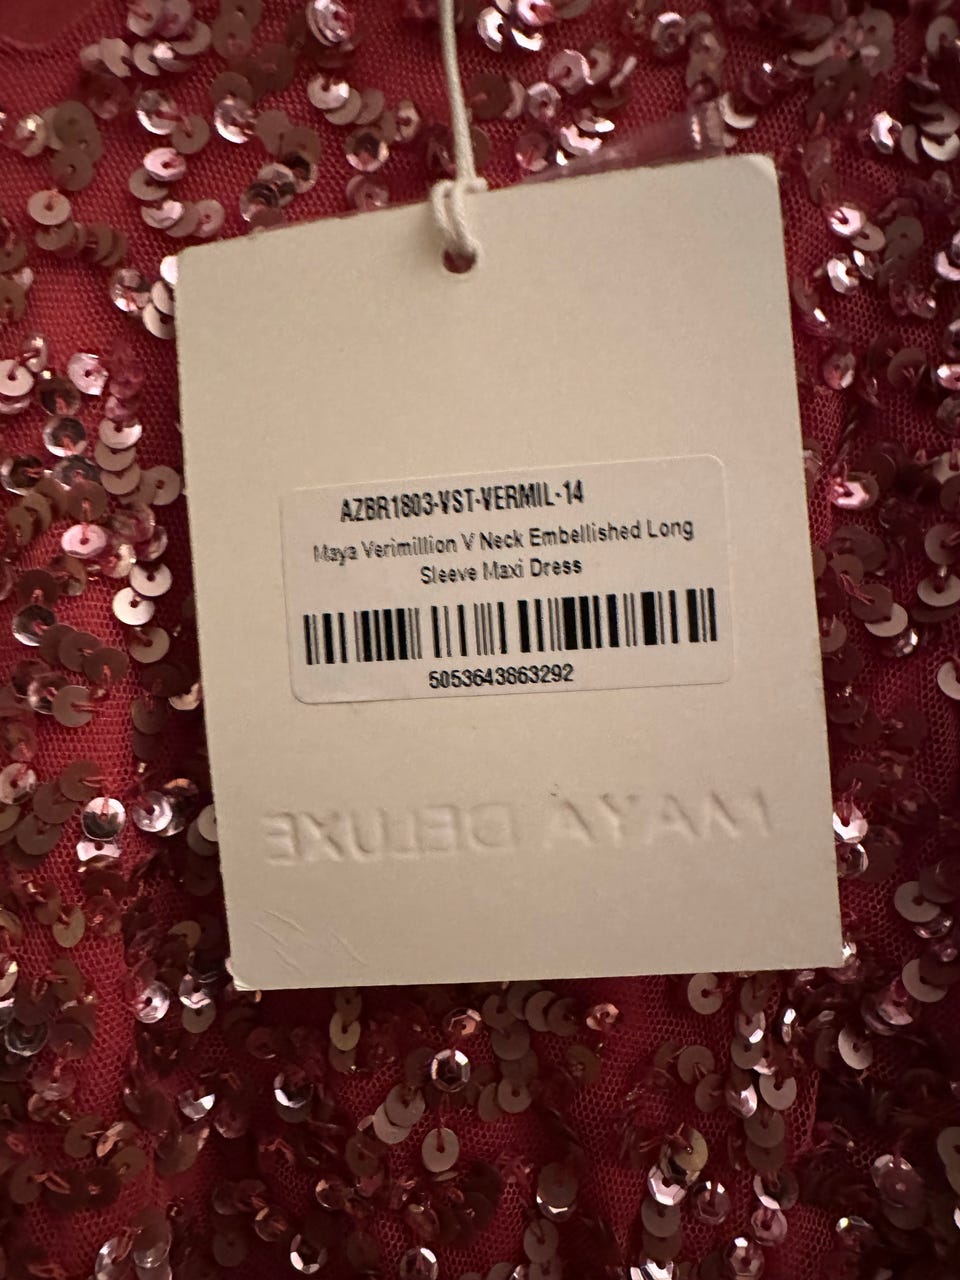 AZBR1803-VST-VERMIL-14
Maya Verimillion V Neck Embellished Long
Sleeve Maxi Dress
5053643863292
MAYA DELUXE